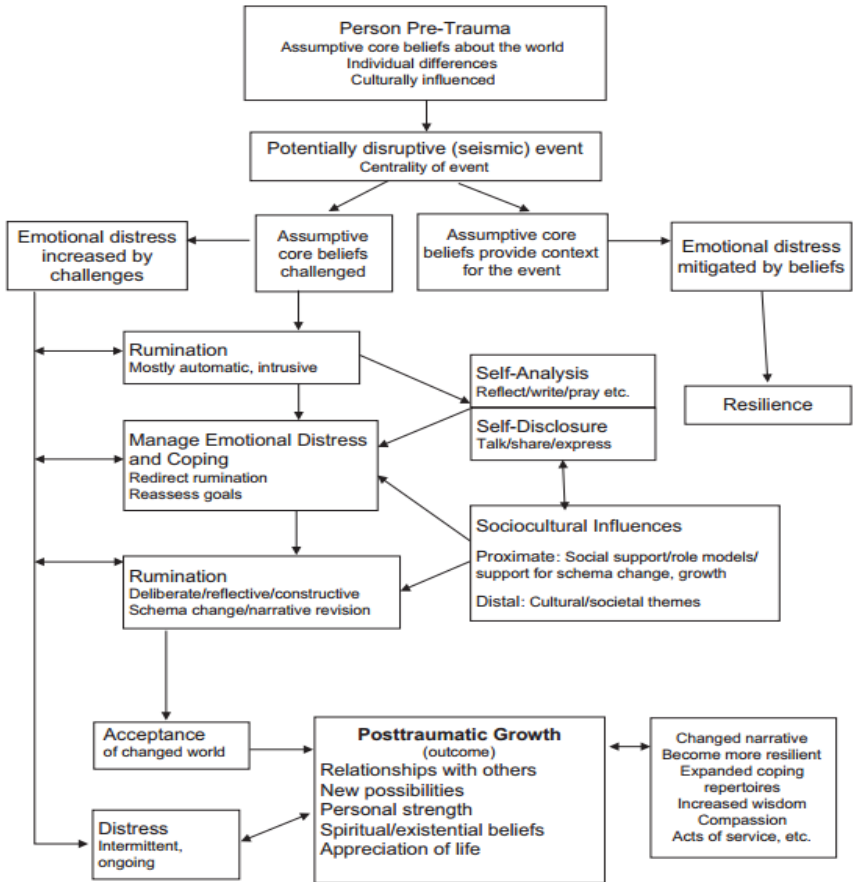 Person Pre-Trauma
Assumptive core beliefs about the world
Individual differences
Culturally influenced
Potentially disruptive (seismic) event
Centrality of event
Emotional distress
increased by
challenges
Assumptive
core beliefs
challenged
Assumptive core
beliefs provide context
for the event
Emotional distress
mitigated by beliefs
Rumination
Mostly automatic, intrusive
Self-Analysis
Reflect/write/pray etc.
Self-Disclosure
Talk/share/express
Resilience
Manage Emotional Distress
and Coping
Redirect rumination
Reassess goals
Sociocultural Influences
Proximate: Social support/role models/
support for schema change, growth
Distal: Cultural/societal themes
Rumination
Deliberate/reflective/constructive
Schema change/narrative revision
Acceptance
of changed world
Posttraumatic Growth
(outcome)
Relationships with others
New possibilities
Personal strength
Spiritual/existential beliefs
Appreciation of life
Changed narrative
Become more resilient
Expanded coping
repertoires
Increased wisdom
Compassion
Acts of service, etc.
Distress
Intermittent,
ongoing